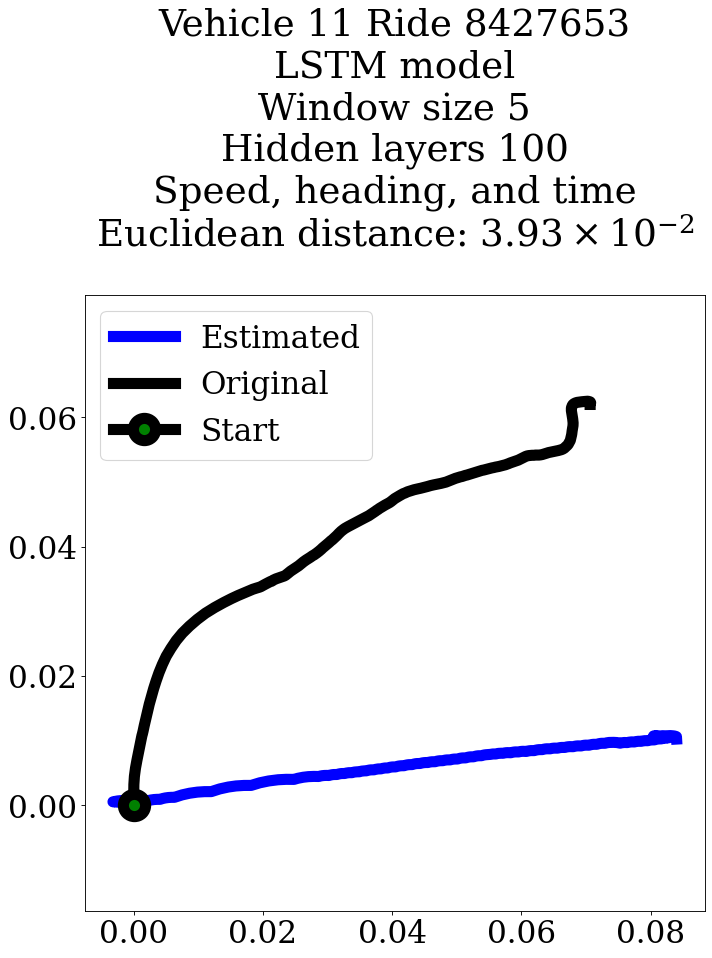 Vehicle 11 Ride 8427653
LSTM model
Window size 5
Hidden layers 100
Speed, heading, and time
Euclidean distance: 3.93 × 10⁻²
Estimated
Original
Start
0.06
0.04
0.02
0.00
0.00 0.02 0.04 0.06 0.08